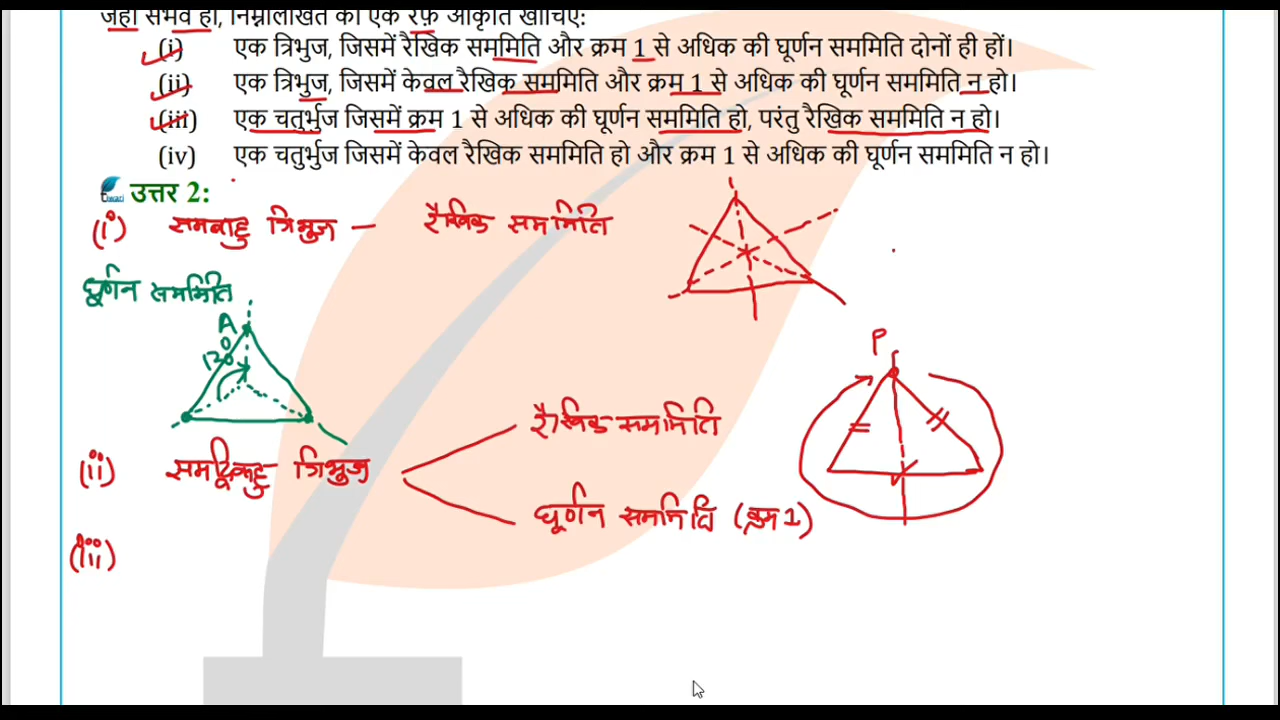 जहाँ संभव हो, निम्नलिखित की एक रफ़ आकृति खींचिए:
(i) एक त्रिभुज, जिसमें रैखिक सममिति और क्रम 1 से अधिक की घूर्णन सममिति दोनों ही हों।
(ii) एक त्रिभुज, जिसमें केवल रैखिक सममिति और क्रम 1 से अधिक की घूर्णन सममिति न हो।
(iii) एक चतुर्भुज जिसमें क्रम 1 से अधिक की घूर्णन सममिति हो, परंतु रैखिक सममिति न हो।
(iv) एक चतुर्भुज जिसमें केवल रैखिक सममिति हो और क्रम 1 से अधिक की घूर्णन सममिति न हो।
उत्तर 2:
(i) समबाहु त्रिभुज — रैखिक सममिति
घूर्णन सममिति
A
120
P
रैखिक सममिति
(ii) समद्विबाहु त्रिभुज
घूर्णन सममिति (क्रम 1)
(iii)